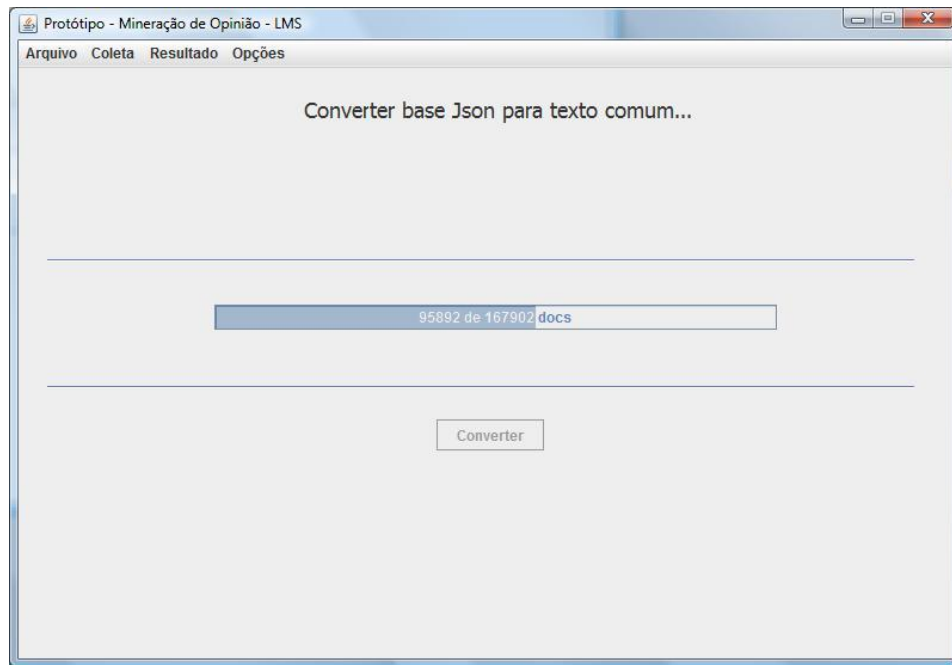 Protótipo - Mineração de Opinião - LMS
Arquivo Coleta Resultado Opções
Converter base Json para texto comum...
95892 de 167902 docs
Converter